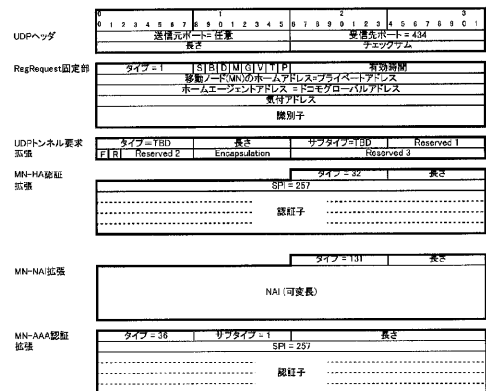 0 1 2 3
0 1 2 3 4 5 6 7 8 9 0 1 2 3 4 5 6 7 8 9 0 1 2 3 4 5 6 7 8 9 0 1
UDPヘッダ
送信元ポート= 任意 受信先ポート = 434
長さ チェックサム
RegRequest固定部
タイプ = 1 S B D M G V T P 有効時間
移動ノード(MN)のホームアドレス=プライベートアドレス
ホームエージェントアドレス = ドコモグローバルアドレス
気付アドレス
識別子
UDPトンネル要求
拡張
タイプ=TBD 長さ サブタイプ=TBD Reserved 1
F R Reserved 2 Encapsulation Reserved 3
MN-HA認証
拡張
タイプ = 32 長さ
SPI = 257
認証子
MN-NAI拡張
タイプ = 131 長さ
NAI (可変長)
MN-AAA認証
拡張
タイプ = 36 サブタイプ = 1 長さ
SPI = 257
認証子